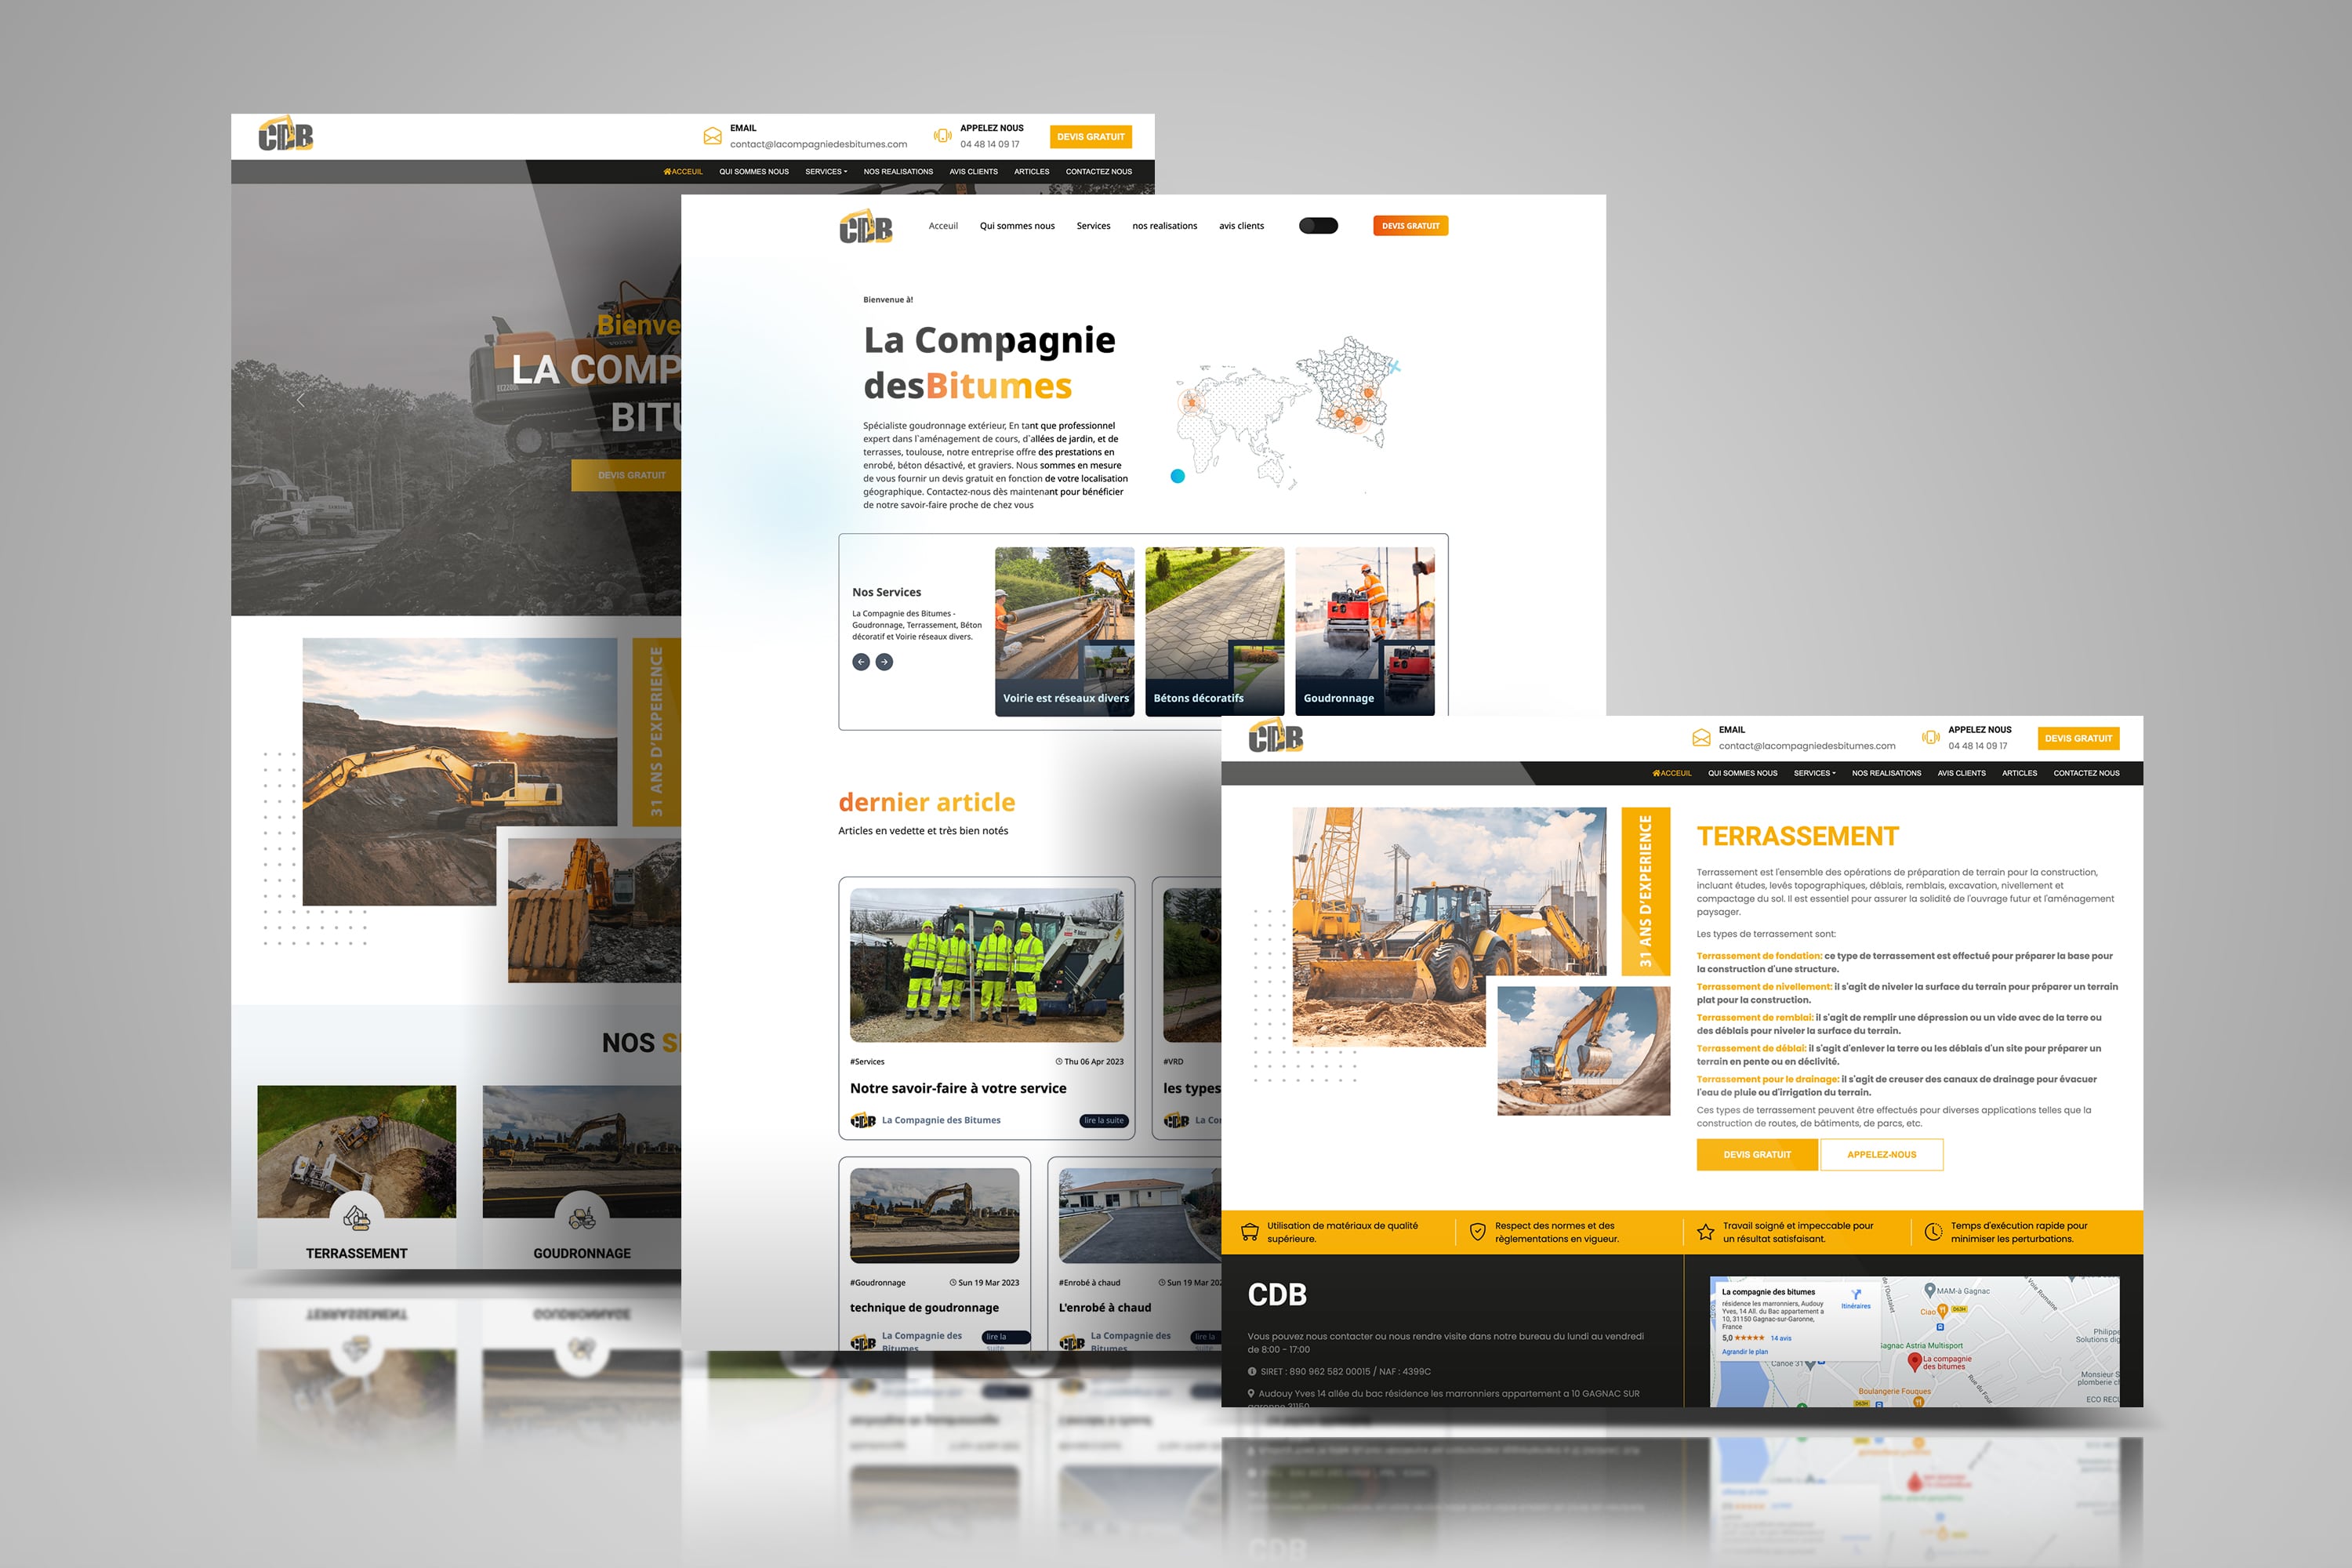 CDB
EMAIL
contact@lacompagniedesbitumes.com
APPELEZ NOUS
04 48 14 09 17
DEVIS GRATUIT
ACCEUIL QUI SOMMES NOUS SERVICES NOS REALISATIONS AVIS CLIENTS ARTICLES CONTACTEZ NOUS
Bienve
LA COMP
BITU
DEVIS GRATUIT
31 ANS D'EXPERIENCE
NOS S
TERRASSEMENT
GOUDRONNAGE
CDB
Acceuil Qui sommes nous Services nos realisations avis clients
DEVIS GRATUIT
Bienvenue à!
La Compagnie
desBitumes
Spécialiste goudronnage extérieur, En tant que professionnel
expert dans l'aménagement de cours, d'allées de jardin, et de
terrasses, toulouse, notre entreprise offre des prestations en
enrobé, béton désactivé, et graviers. Nous sommes en mesure
de vous fournir un devis gratuit en fonction de votre localisation
géographique. Contactez-nous dès maintenant pour bénéficier
de notre savoir-faire proche de chez vous
Nos Services
La Compagnie des Bitumes -
Goudronnage, Terrassement, Béton
décoratif et Voirie réseaux divers.
Voirie est réseaux divers
Bétons décoratifs
Goudronnage
dernier article
Articles en vedette et très bien notés
#Services
Thu 06 Apr 2023
Notre savoir-faire à votre service
CDB La Compagnie des Bitumes
lire la suite
#VRD
les types
CDB La Co
#Goudronnage
Sun 19 Mar 2023
technique de goudronnage
CDB La Compagnie des
Bitumes
lire la
suite
#Enrobé à chaud
Sun 19 Mar 202
L'enrobé à chaud
CDB La Compagnie des
Bitumes
lire la
suite
CDB
EMAIL
contact@lacompagniedesbitumes.com
APPELEZ NOUS
04 48 14 09 17
DEVIS GRATUIT
ACCEUIL QUI SOMMES NOUS SERVICES NOS REALISATIONS AVIS CLIENTS ARTICLES CONTACTEZ NOUS
31 ANS D'EXPERIENCE
TERRASSEMENT
Terrassement est l'ensemble des opérations de préparation de terrain pour la construction,
incluant études, levés topographiques, déblais, remblais, excavation, nivellement et
compactage du sol. Il est essentiel pour assurer la solidité de l'ouvrage futur et l'aménagement
paysager.
Les types de terrassement sont:
Terrassement de fondation: ce type de terrassement est effectué pour préparer la base pour
la construction d'une structure.
Terrassement de nivellement: il s'agit de niveler la surface du terrain pour préparer un terrain
plat pour la construction.
Terrassement de remblai: il s'agit de remplir une dépression ou un vide avec de la terre ou
des déblais pour niveler la surface du terrain.
Terrassement de déblai: il s'agit d'enlever la terre ou les déblais d'un site pour préparer un
terrain en pente ou en déclivité.
Terrassement pour le drainage: il s'agit de creuser des canaux de drainage pour évacuer
l'eau de pluie ou d'irrigation du terrain.
Ces types de terrassement peuvent être effectués pour diverses applications telles que la
construction de routes, de bâtiments, de parcs, etc.
DEVIS GRATUIT
APPELEZ-NOUS
Utilisation de matériaux de qualité
supérieure.
Respect des normes et des
règlementations en vigueur.
Travail soigné et impeccable pour
un résultat satisfaisant.
Temps d'exécution rapide pour
minimiser les perturbations.
CDB
Vous pouvez nous contacter ou nous rendre visite dans notre bureau du lundi au vendredi
de 8:00 - 17:00
SIRET : 890 962 582 00015 / NAF : 4399C
Audouy Yves 14 allée du bac résidence les marronniers appartement a 10 GAGNAC SUR
garonne 31150
La compagnie des bitumes
résidence les marronniers, Audouy
Yves, 14 All. du Bac appartement a
10, 31150 Gagnac-sur-Garonne,
France
5,0 14 avis
Agrandir le plan
Itinéraires
MAM-à Gagnac
Ciao
D63H
Voie Romaine
Philippe
Solutions dig
Gagnac Astria Multisport
La compagnie
des bitumes
Canoe 31
Boulangerie Fouques
Rue du Four
Monsieur S
plomberie c
ECO RECU
D63H